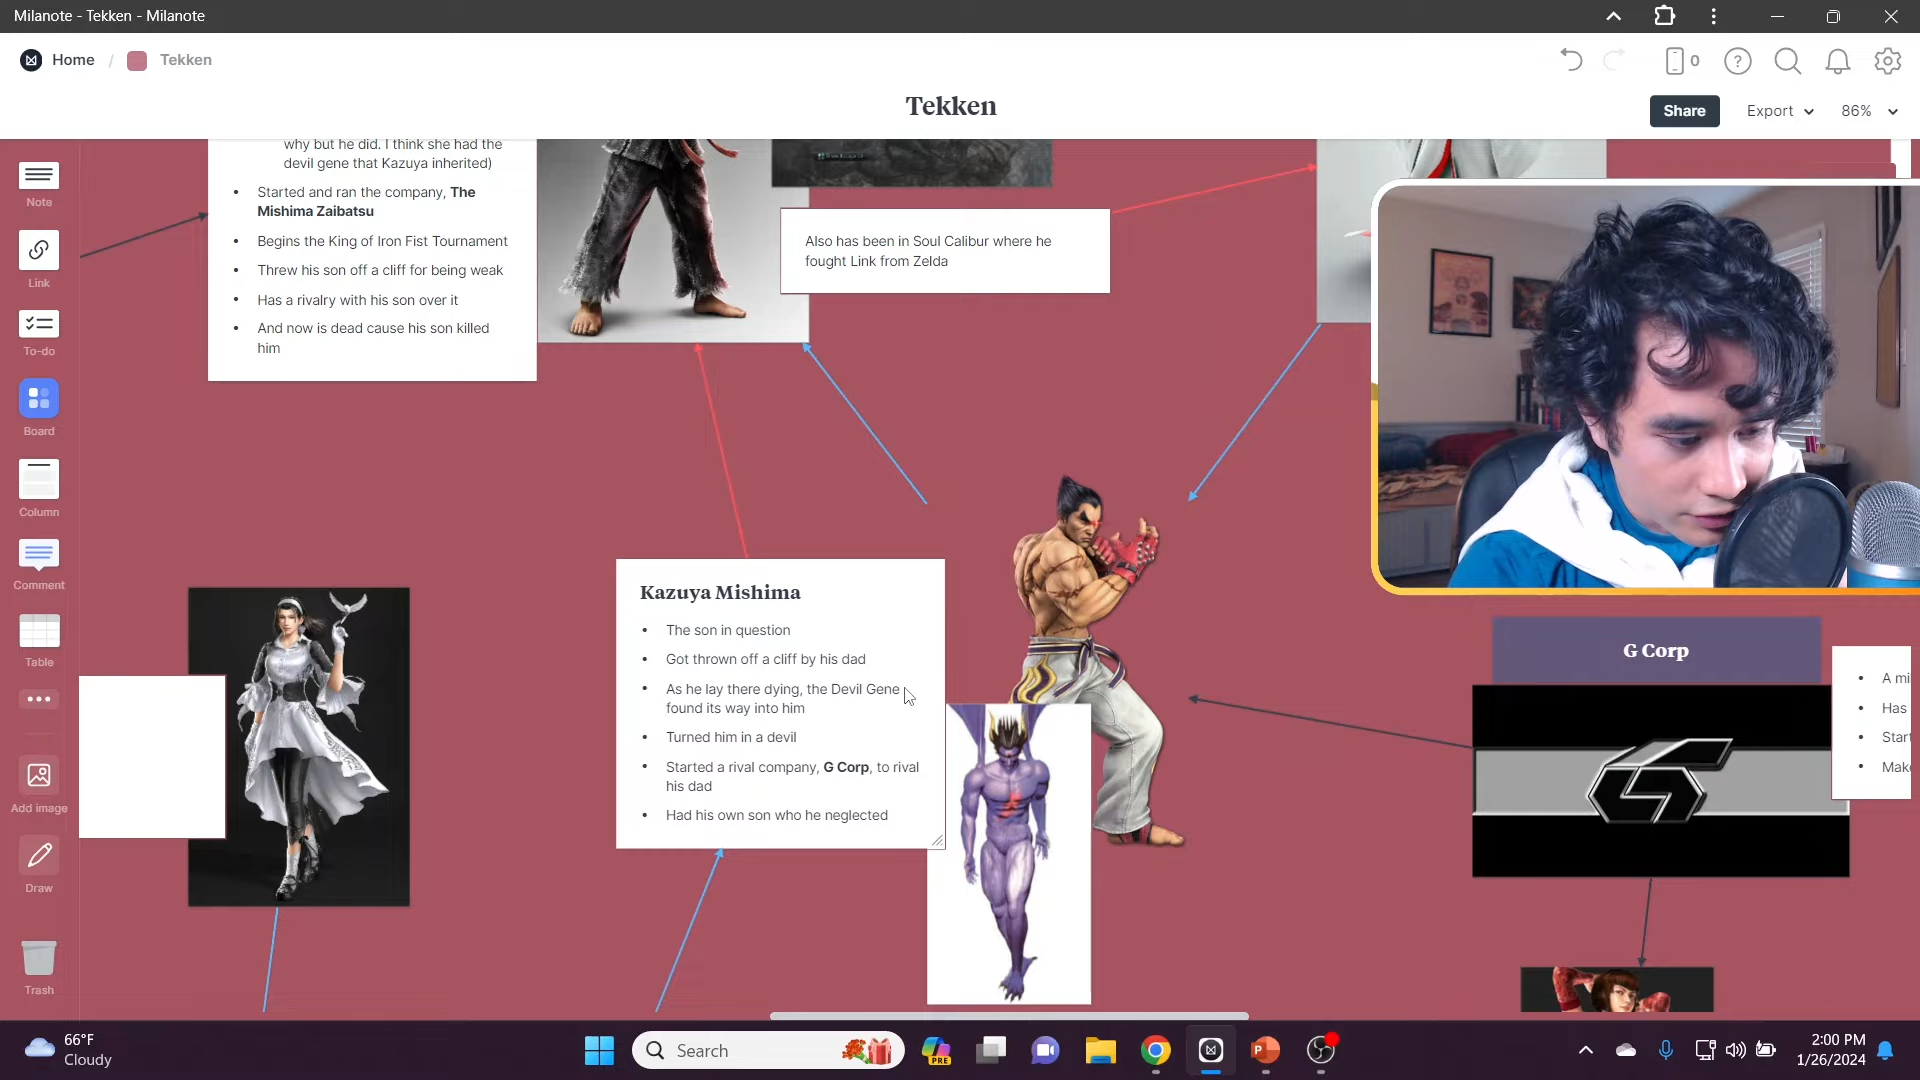 Milanote - Tekken - Milanote
Home / Tekken
0
Tekken
Share
Export
86%
Note
Link
To-do
Board
Column
Comment
Table
Add image
Draw
Trash
why but he did. I think she had the
devil gene that Kazuya inherited)
• Started and ran the company, The
Mishima Zaibatsu
• Begins the King of Iron Fist Tournament
• Threw his son off a cliff for being weak
• Has a rivalry with his son over it
• And now is dead cause his son killed
him
Also has been in Soul Calibur where he
fought Link from Zelda
Kazuya Mishima
• The son in question
• Got thrown off a cliff by his dad
• As he lay there dying, the Devil Gene
found its way into him
• Turned him in a devil
• Started a rival company, G Corp, to rival
his dad
• Had his own son who he neglected
G Corp
• A mi
• Has
• Start
• Make
66°F
Cloudy
Search
PRE
2:00 PM
1/26/2024